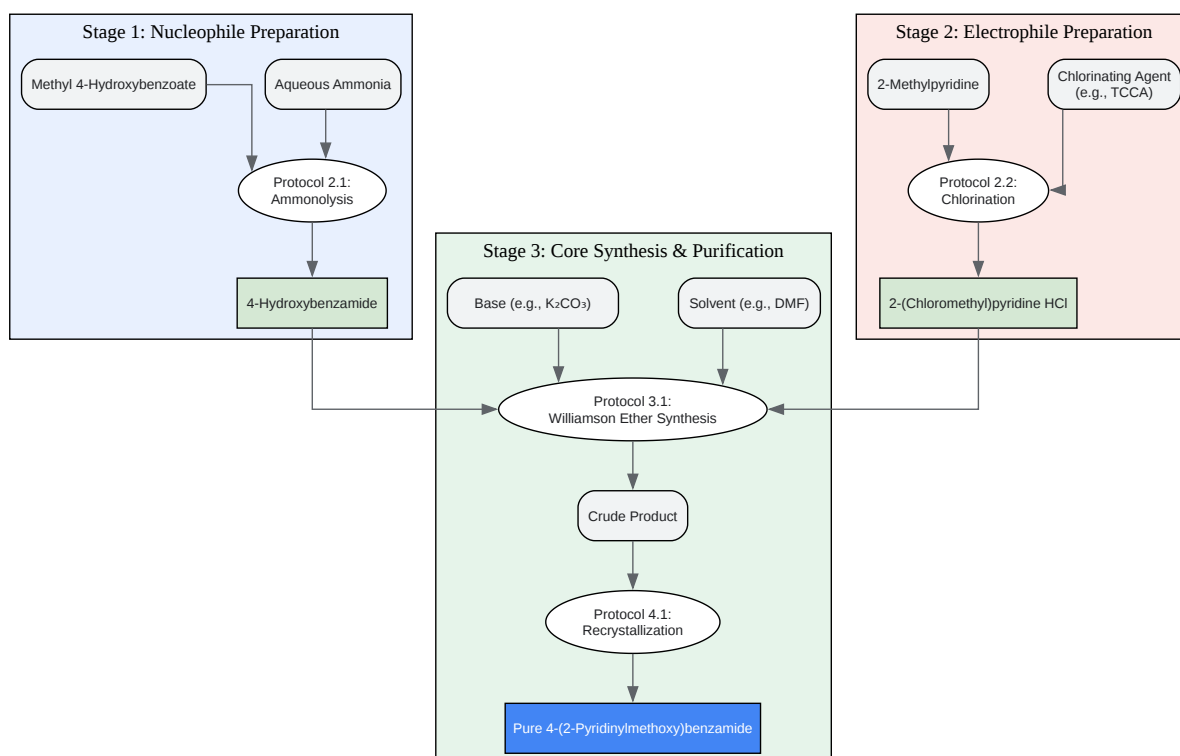 Stage 1: Nucleophile Preparation
Methyl 4-Hydroxybenzoate
Aqueous Ammonia
Protocol 2.1:
Ammonolysis
4-Hydroxybenzamide
Stage 2: Electrophile Preparation
2-Methylpyridine
Chlorinating Agent
(e.g., TCCA)
Protocol 2.2:
Chlorination
2-(Chloromethyl)pyridine HCl
Stage 3: Core Synthesis & Purification
Base (e.g., K₂CO₃)
Solvent (e.g., DMF)
Protocol 3.1:
Williamson Ether Synthesis
Crude Product
Protocol 4.1:
Recrystallization
Pure 4-(2-Pyridinylmethoxy)benzamide